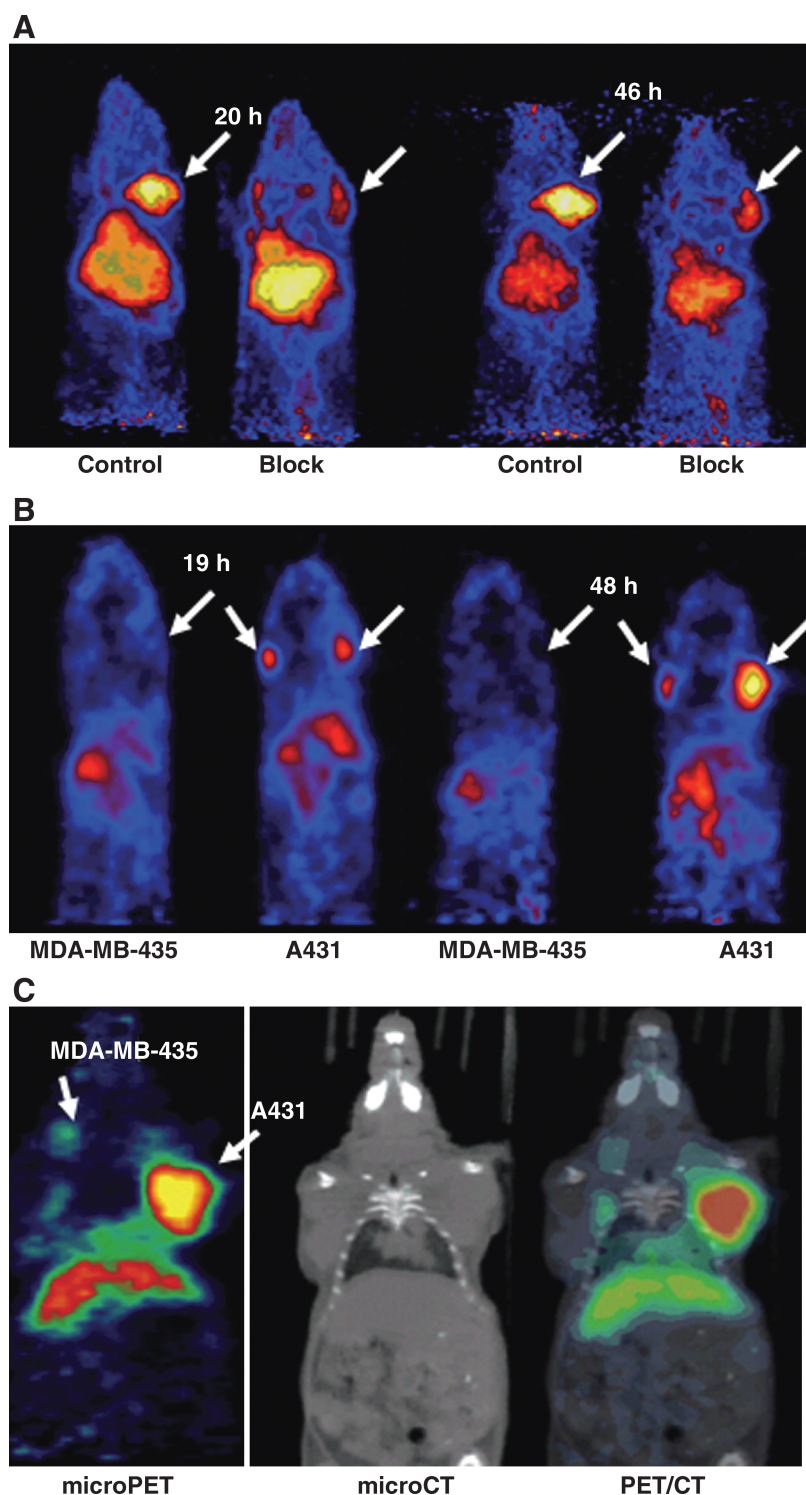 A
20 h
46 h
Control Block Control Block
B
19 h
48 h
MDA-MB-435 A431 MDA-MB-435 A431
C
MDA-MB-435
A431
microPET microCT PET/CT